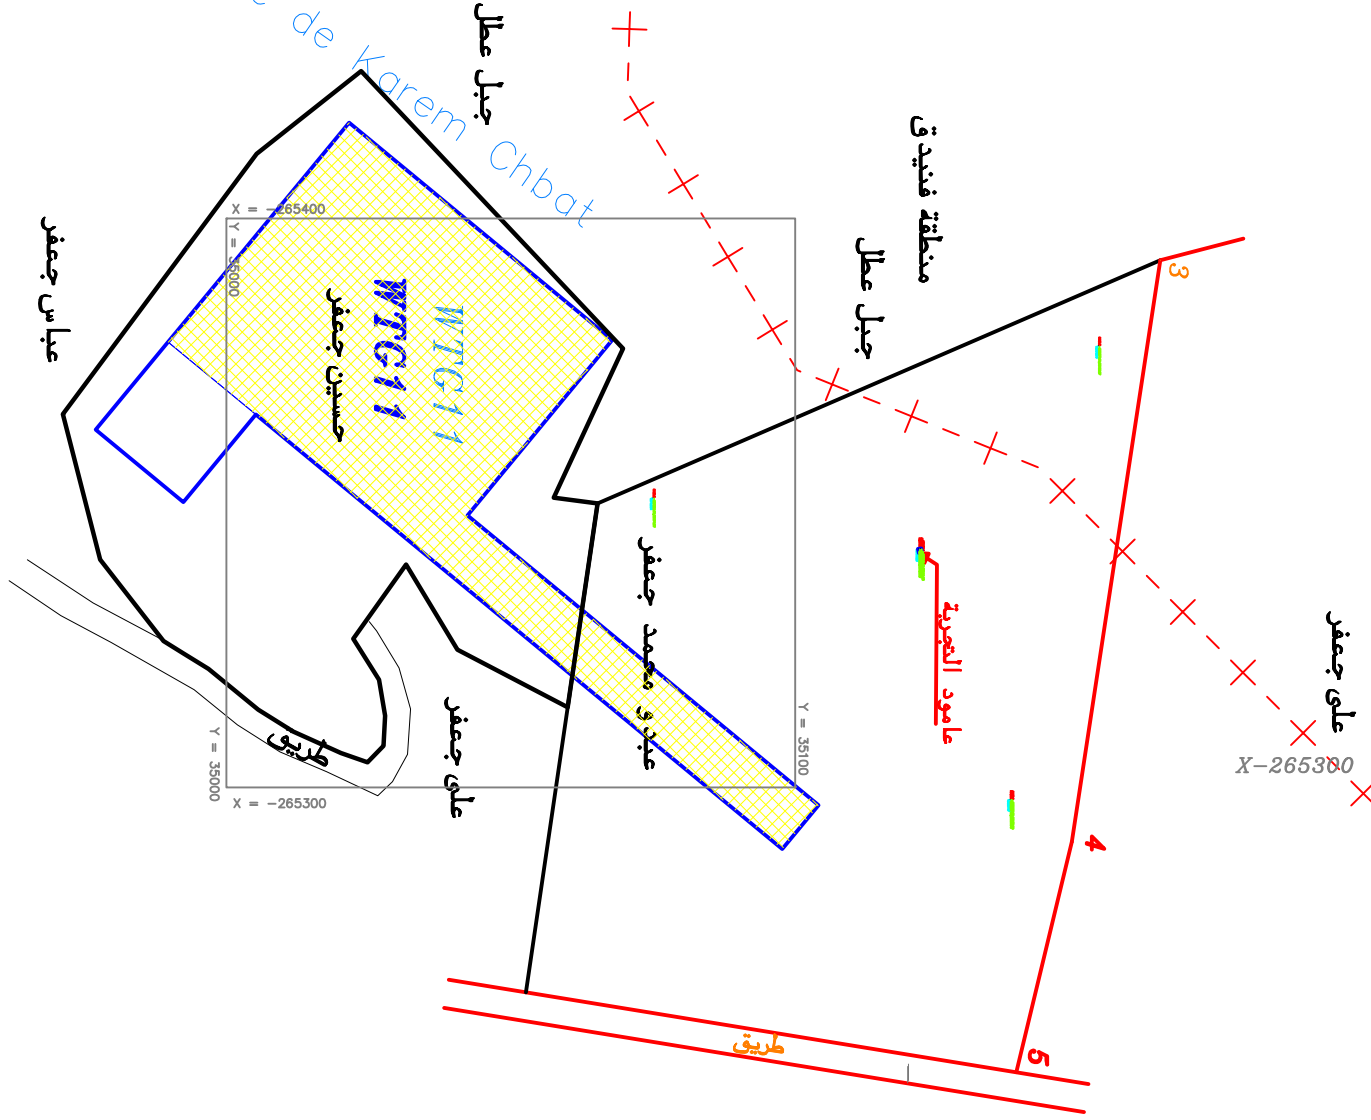 de Karem Chbat
جبل عطل
منطقة فنيدق
جبل عطل
X = -265400
Y = 35000
عباس جعفر
WTG11
WTG11
حسين جعفر
3
عبدو محمد جعفر
عامود التجربة
علي جعفر
علي جعفر
طريق
Y = 35000
X = -265300
Y = 35100
X-265300
4
5
طريق